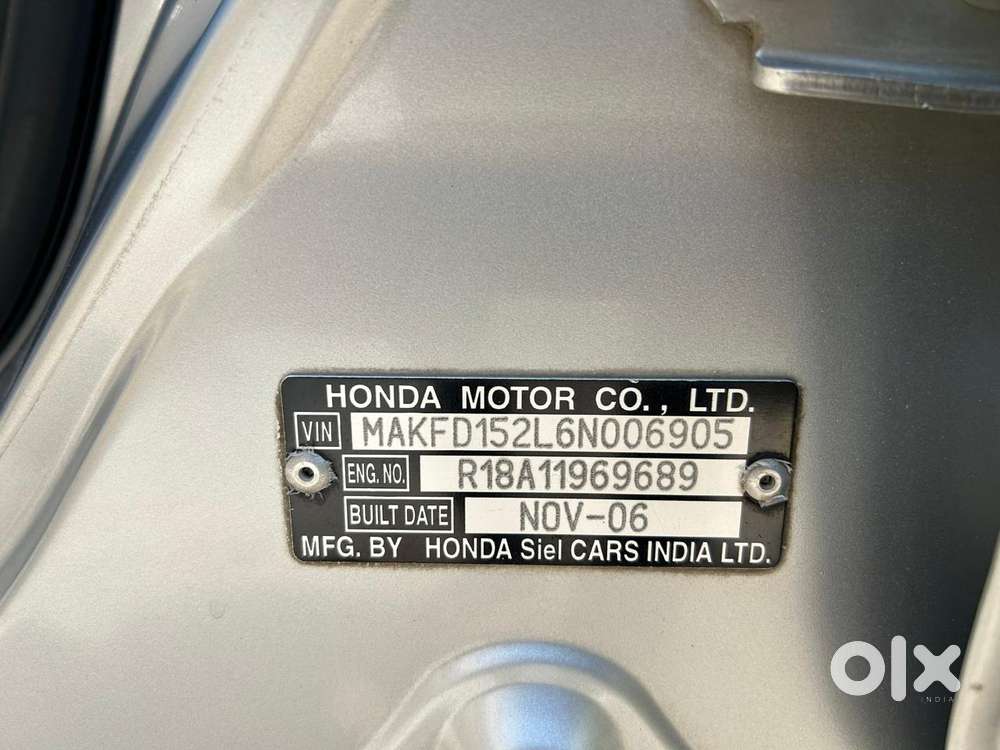 HONDA MOTOR CO., LTD.
VIN MAKFD152L6N006905
ENG. NO. R18A11969689
BUILT DATE NOV-06
MFG. BY HONDA Siel CARS INDIA LTD.
olx
INDIA